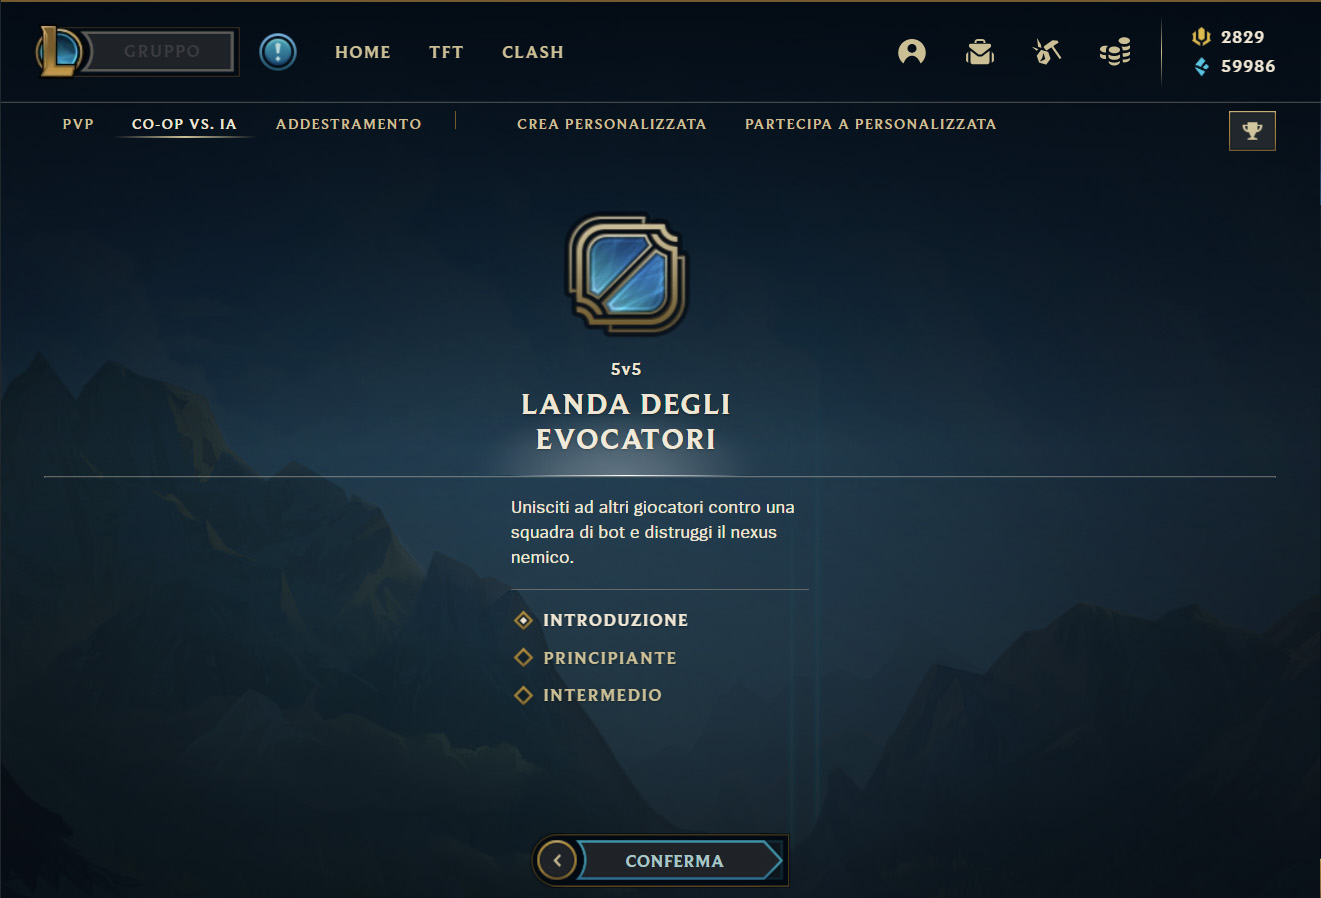 GRUPPO
HOME
TFT
CLASH
2829
59986
PVP
CO-OP VS. IA
ADDESTRAMENTO
CREA PERSONALIZZATA
PARTECIPA A PERSONALIZZATA
5v5
LANDA DEGLI
EVOCATORI
Unisciti ad altri giocatori contro una
squadra di bot e distruggi il nexus
nemico.
INTRODUZIONE
PRINCIPIANTE
INTERMEDIO
CONFERMA